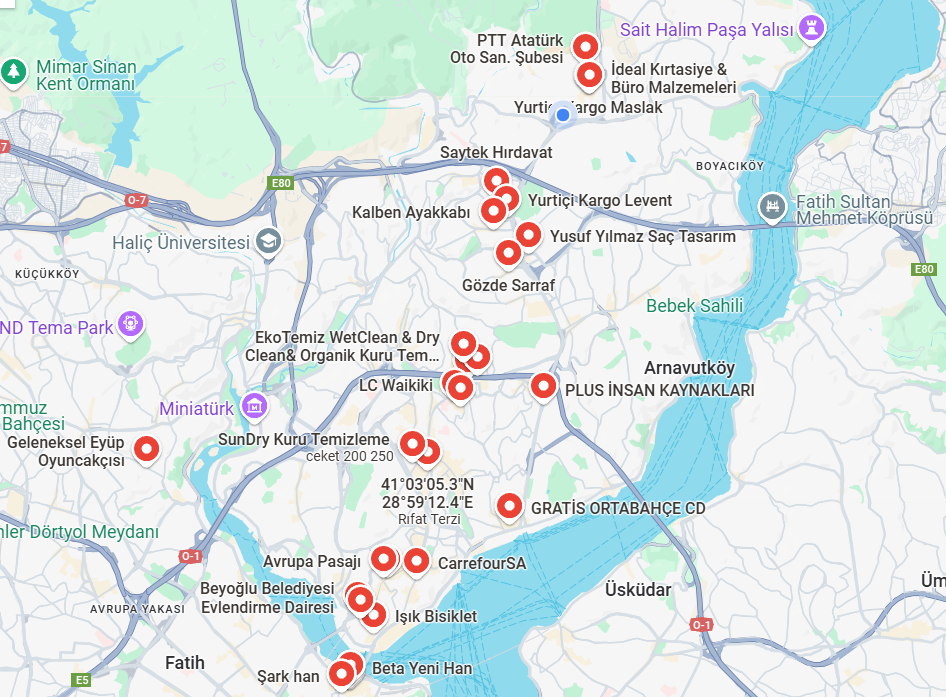 PTT Atatürk
Oto San. Şubesi
Sait Halim Paşa Yalısı
Mimar Sinan
Kent Ormanı
İdeal Kırtasiye &
Büro Malzemeleri
Yurtiçi Kargo Maslak
7
Saytek Hırdavat
BOYACIKÖY
E80
O-7
Kalben Ayakkabı
Yurtiçi Kargo Levent
Fatih Sultan
Mehmet Köprüsü
Haliç Üniversitesi
Yusuf Yılmaz Saç Tasarım
KÜÇÜKKÖY
E80
Gözde Sarraf
Bebek Sahili
ND Tema Park
EkoTemiz WetClean & Dry
Clean& Organik Kuru Tem...
Arnavutköy
LC Waikiki
PLUS İNSAN KAYNAKLARI
Miniatürk
mmuz
Bahçesi
Geleneksel Eyüp
Oyuncakçısı
SunDry Kuru Temizleme
ceket 200 250
41°03'05.3"N
28°59'12.4"E
Rıfat Terzi
GRATİS ORTABAHÇE CD
nler Dörtyol Meydanı
O-1
Avrupa Pasajı
CarrefourSA
Beyoğlu Belediyesi
Evlendirme Dairesi
Üsküdar
Üm
AVRUPA YAKASI
Işık Bisiklet
O-1
Fatih
Şark han
Beta Yeni Han
E5